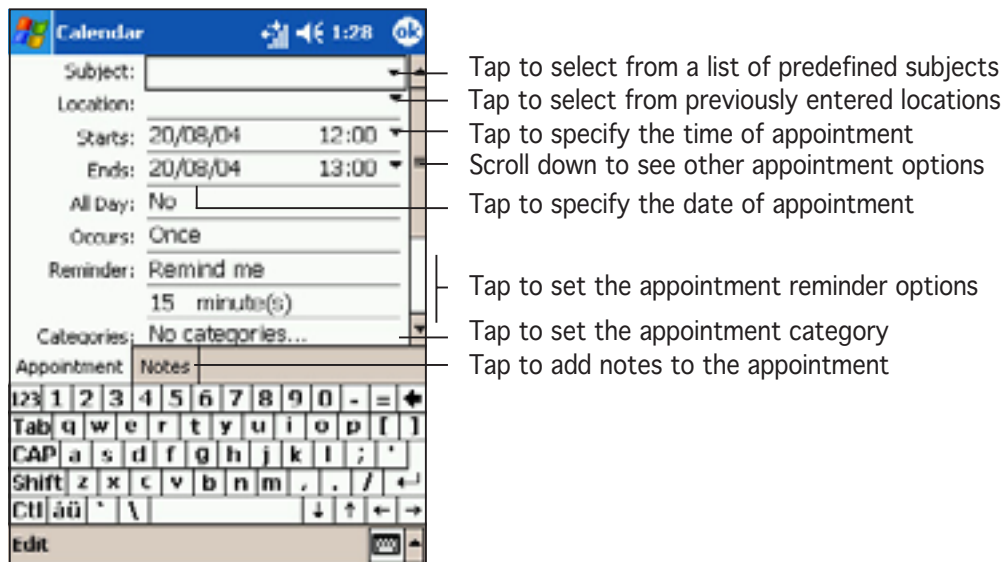 Calendar 1:28 ok
Subject: Tap to select from a list of predefined subjects
Location: Tap to select from previously entered locations
Starts: 20/08/04 12:00 Tap to specify the time of appointment
Ends: 20/08/04 13:00 Scroll down to see other appointment options
All Day: No Tap to specify the date of appointment
Occurs: Once
Reminder: Remind me
15 minute(s) Tap to set the appointment reminder options
Categories: No categories... Tap to set the appointment category
Appointment Notes Tap to add notes to the appointment
123 1 2 3 4 5 6 7 8 9 0 - =
Tab q w e r t y u i o p [ ]
CAP a s d f g h j k l ; '
Shift z x c v b n m , . /
Ctl áü ` \
Edit